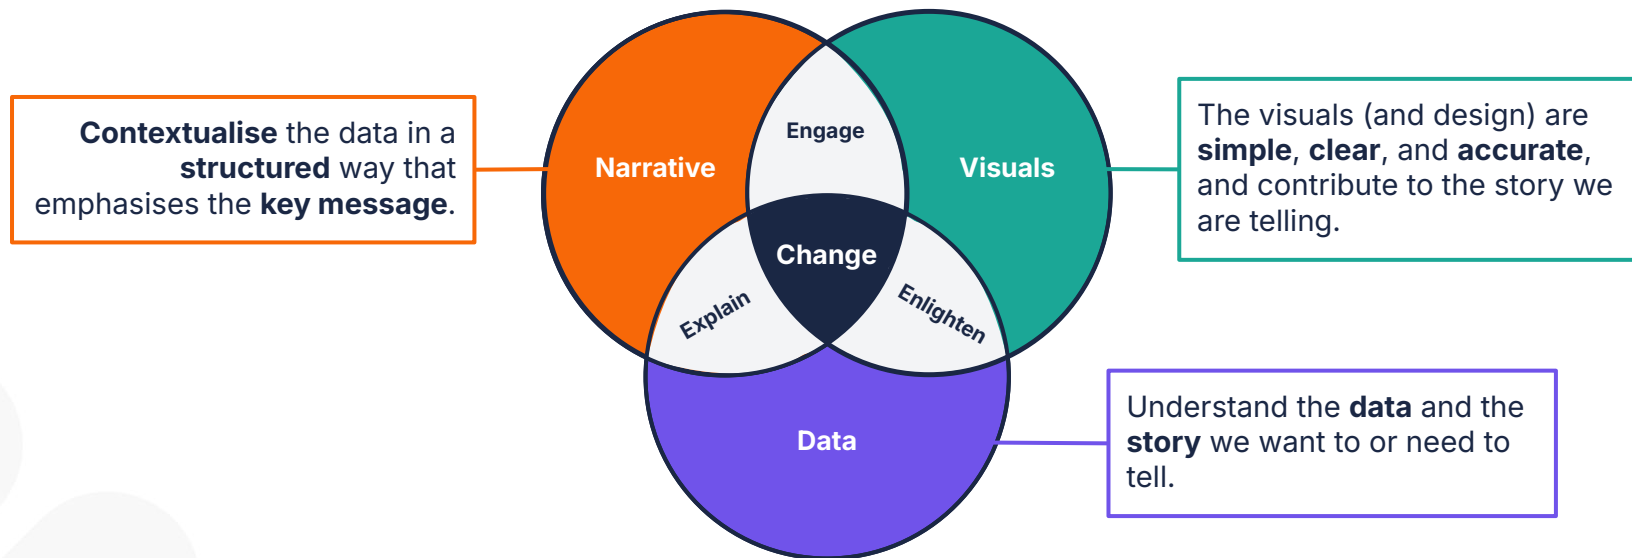 Contextualise the data in a
structured way that
emphasises the key message.
Narrative
Engage
Visuals
Change
Explain
Enlighten
Data
The visuals (and design) are
simple, clear, and accurate,
and contribute to the story we
are telling.
Understand the data and the
story we want to or need to
tell.